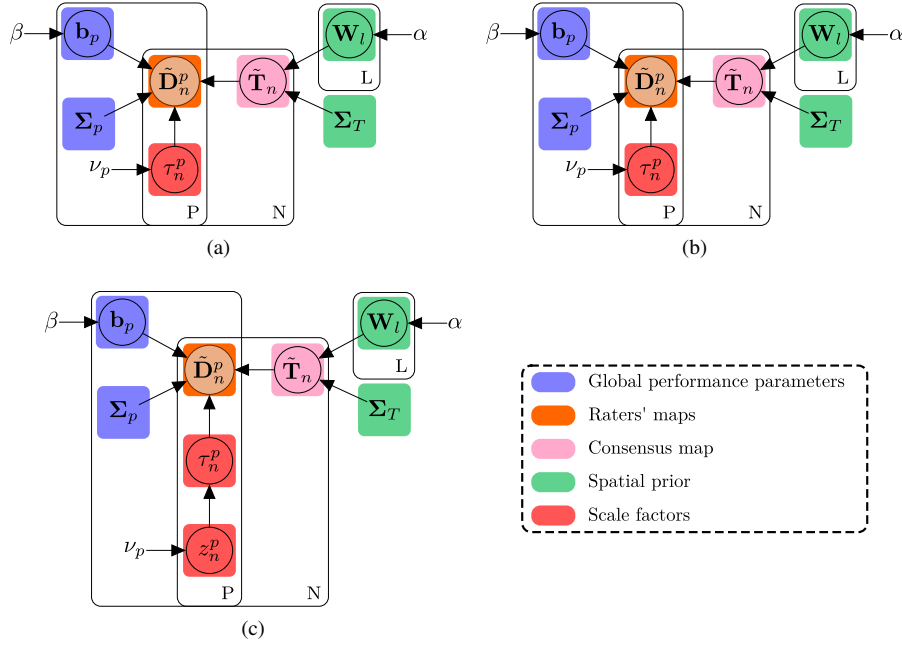 β b_p D̃_n^p T̃_n W_l α
L
Σ_p Σ_T
ν_p τ_n^p
P N
(a)
β b_p D̃_n^p T̃_n W_l α
L
Σ_p Σ_T
ν_p τ_n^p
P N
(b)
β b_p D̃_n^p T̃_n W_l α
L
Σ_p Σ_T
τ_n^p
ν_p z_n^p
P N
(c)
Global performance parameters
Raters' maps
Consensus map
Spatial prior
Scale factors